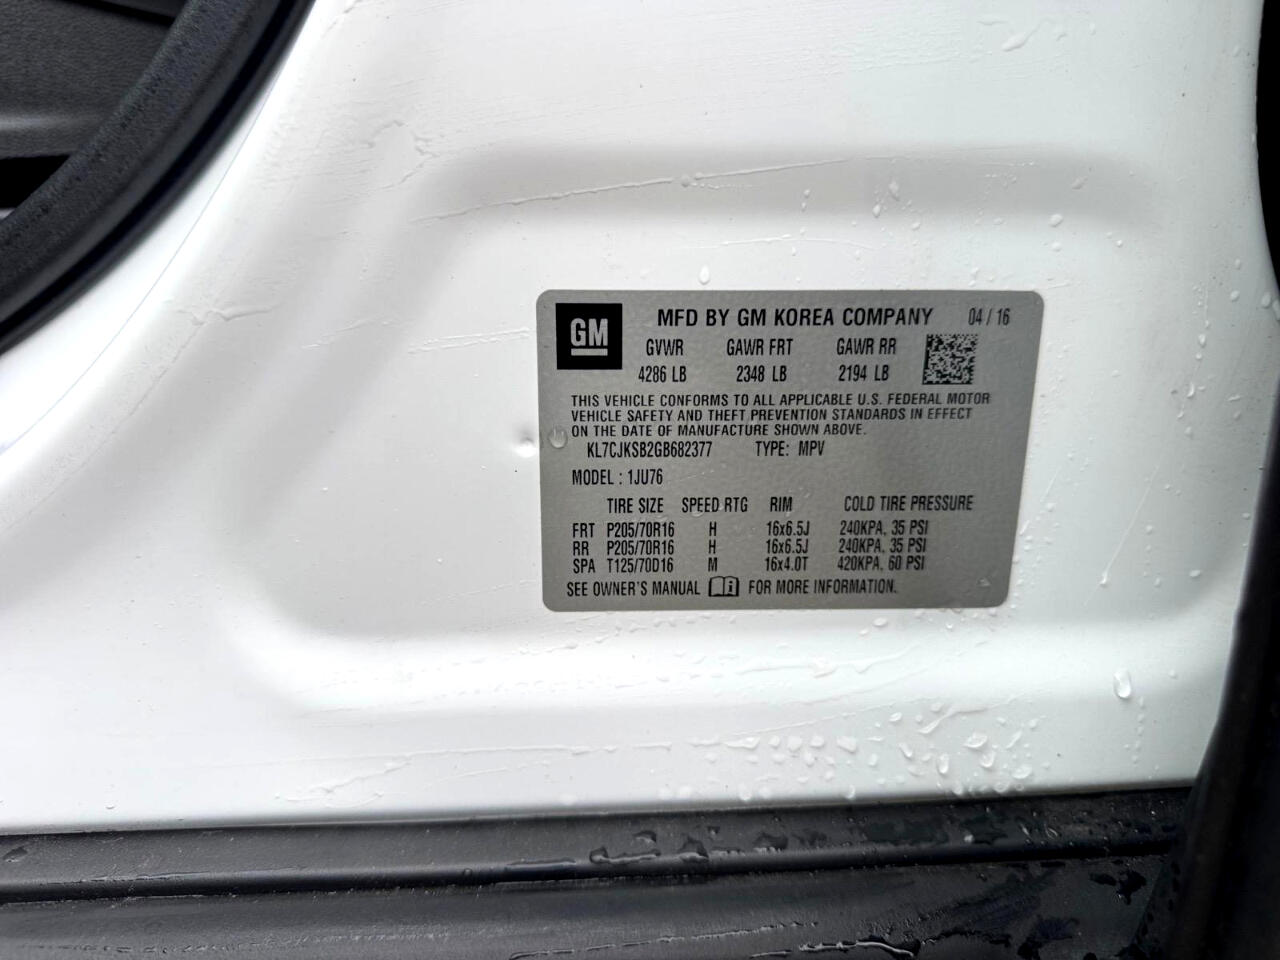 GM MFD BY GM KOREA COMPANY 04 / 16
GVWR GAWR FRT GAWR RR
4286 LB 2348 LB 2194 LB
THIS VEHICLE CONFORMS TO ALL APPLICABLE U.S. FEDERAL MOTOR
VEHICLE SAFETY AND THEFT PREVENTION STANDARDS IN EFFECT
ON THE DATE OF MANUFACTURE SHOWN ABOVE.
KL7CJKSB2GB682377 TYPE: MPV
MODEL : 1JU76
TIRE SIZE SPEED RTG RIM COLD TIRE PRESSURE
FRT P205/70R16 H 16x6.5J 240KPA, 35 PSI
RR P205/70R16 H 16x6.5J 240KPA, 35 PSI
SPA T125/70D16 M 16x4.0T 420KPA, 60 PSI
SEE OWNER'S MANUAL i FOR MORE INFORMATION.